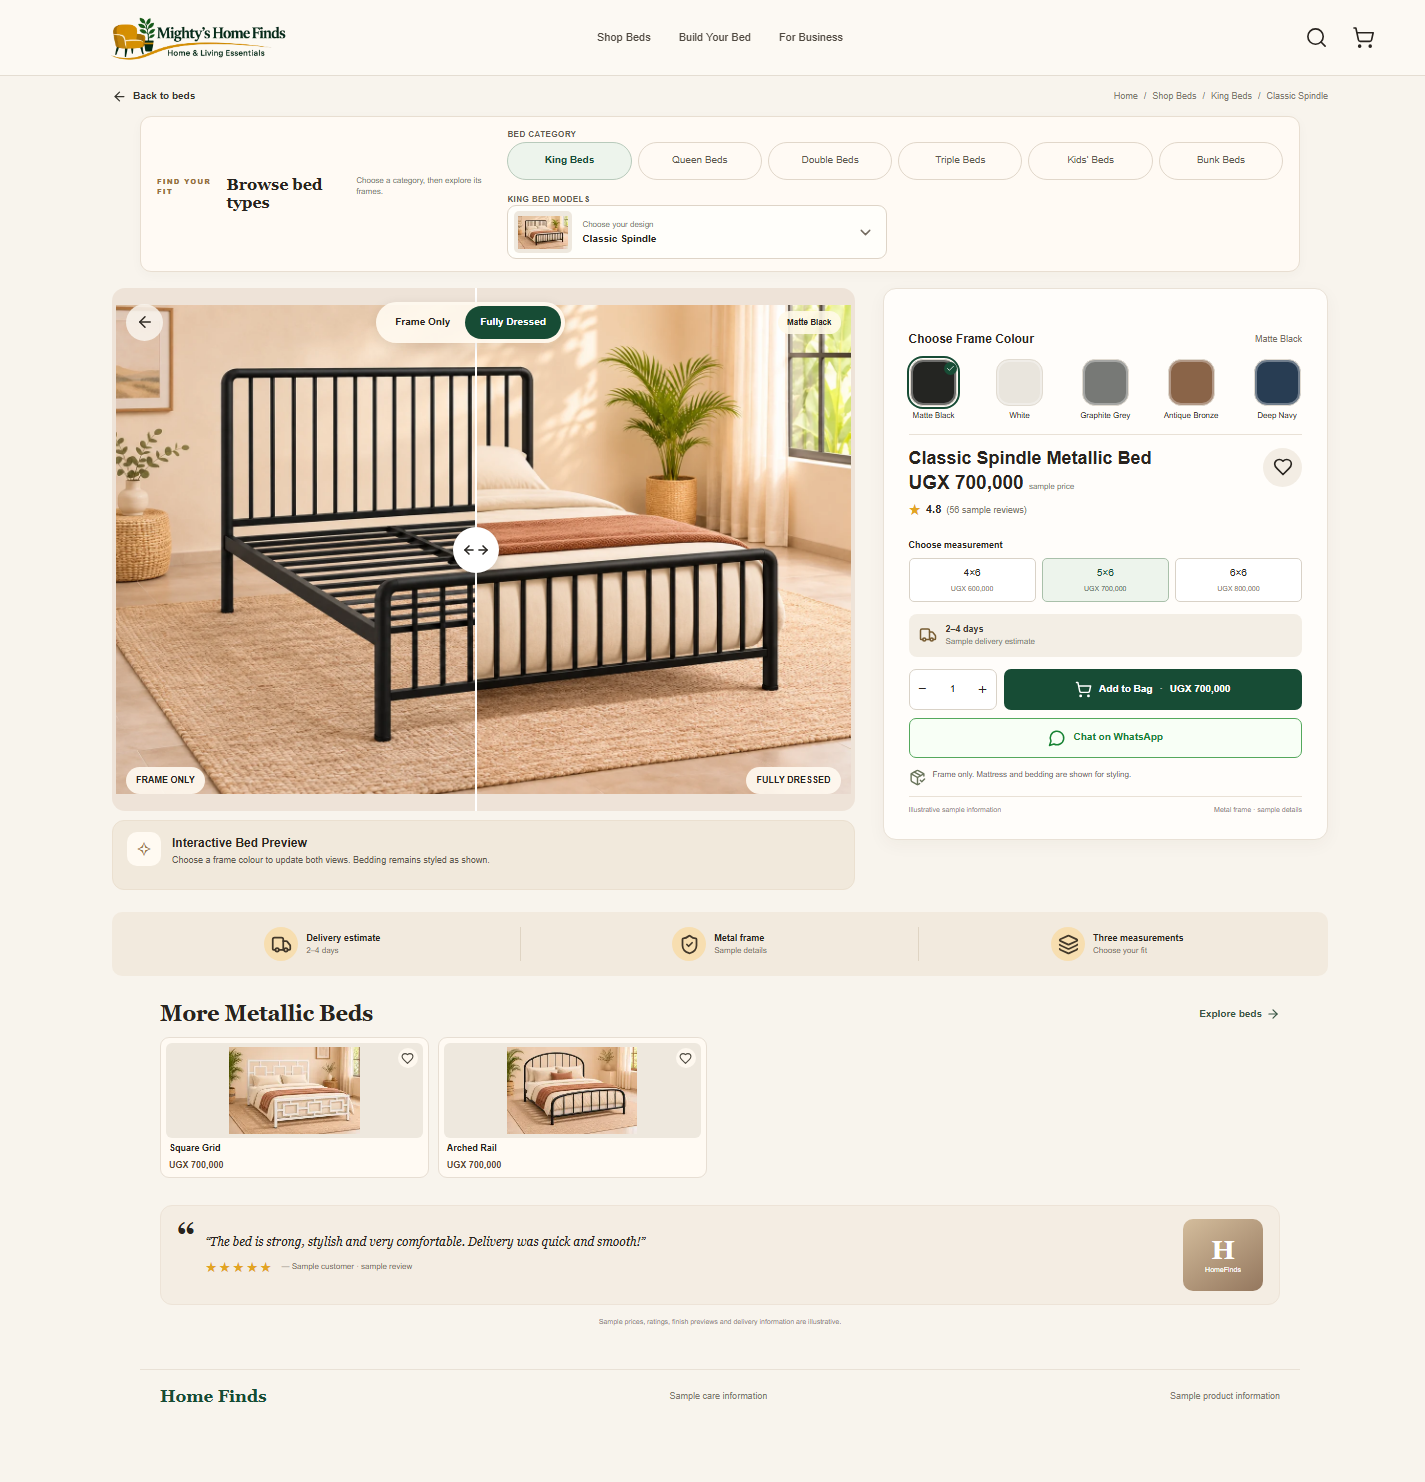 Mighty's Home Finds
Home & Living Essentials
Shop Beds
Build Your Bed
For Business
Back to beds
Home / Shop Beds / King Beds / Classic Spindle
FIND YOUR
FIT
Browse bed
types
Choose a category, then explore its
frames.
BED CATEGORY
King Beds
Queen Beds
Double Beds
Triple Beds
Kids' Beds
Bunk Beds
KING BED MODELS
Choose your design
Classic Spindle
Frame Only
Fully Dressed
Matte Black
FRAME ONLY
FULLY DRESSED
Interactive Bed Preview
Choose a frame colour to update both views. Bedding remains styled as shown.
Choose Frame Colour
Matte Black
Matte Black
White
Graphite Grey
Antique Bronze
Deep Navy
Classic Spindle Metallic Bed
UGX 700,000 sample price
4.8 (56 sample reviews)
Choose measurement
4×6
UGX 600,000
5×6
UGX 700,000
6×6
UGX 800,000
2–4 days
Sample delivery estimate
− 1 +
Add to Bag · UGX 700,000
Chat on WhatsApp
Frame only. Mattress and bedding are shown for styling.
Illustrative sample information
Metal frame · sample details
Delivery estimate
2–4 days
Metal frame
Sample details
Three measurements
Choose your fit
More Metallic Beds
Explore beds
Square Grid
UGX 700,000
Arched Rail
UGX 700,000
“
“The bed is strong, stylish and very comfortable. Delivery was quick and smooth!”
★★★★★ — Sample customer · sample review
H
HomeFinds
Sample prices, ratings, finish previews and delivery information are illustrative.
Home Finds
Sample care information
Sample product information